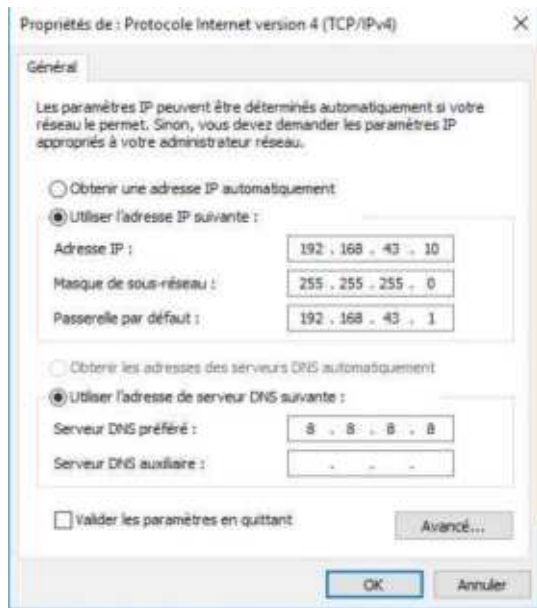 Propriétés de : Protocole Internet version 4 (TCP/IPv4)
Général
Les paramètres IP peuvent être déterminés automatiquement si votre
réseau le permet. Sinon, vous devez demander les paramètres IP
appropriés à votre administrateur réseau.
Obtenir une adresse IP automatiquement
Utiliser l'adresse IP suivante :
Adresse IP : 192 . 168 . 43 . 10
Masque de sous-réseau : 255 . 255 . 255 . 0
Passerelle par défaut : 192 . 168 . 43 . 1
Obtenir les adresses des serveurs DNS automatiquement
Utiliser l'adresse de serveur DNS suivante :
Serveur DNS préféré : 8 . 8 . 8 . 8
Serveur DNS auxiliaire : . . .
Valider les paramètres en quittant
Avancé...
OK Annuler